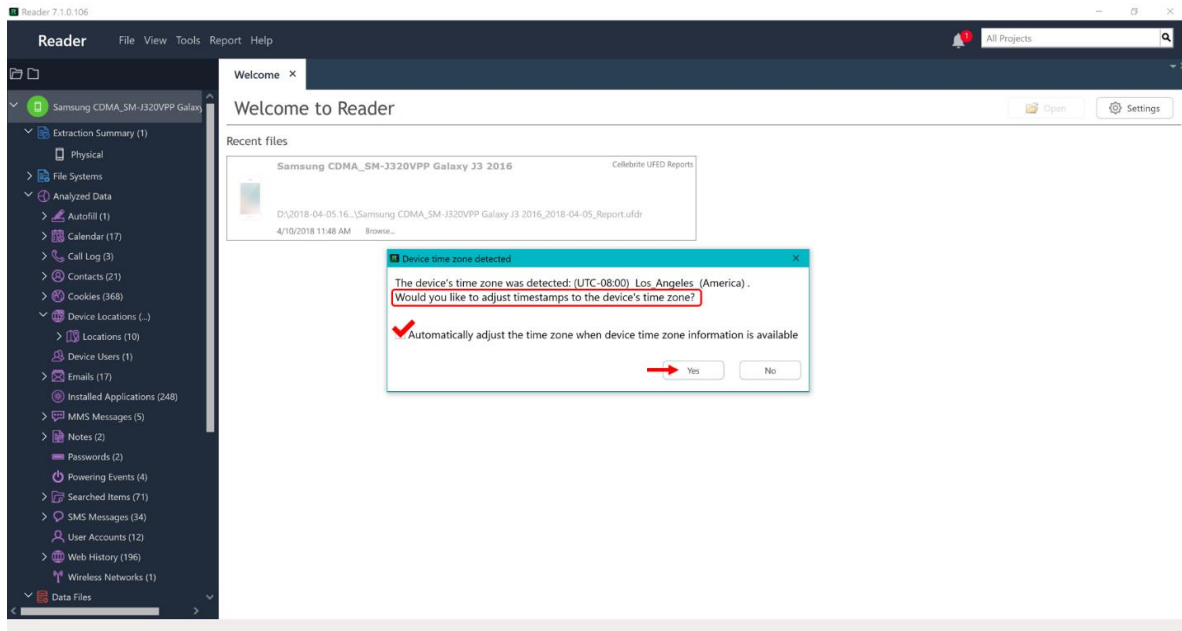 Reader 7.1.0.106
Reader File View Tools Report Help
1
All Projects
Welcome ×
Samsung CDMA_SM-J320VPP Galaxy
Extraction Summary (1)
Physical
File Systems
Analyzed Data
Autofill (1)
Calendar (17)
Call Log (3)
Contacts (21)
Cookies (368)
Device Locations (...)
Locations (10)
Device Users (1)
Emails (17)
Installed Applications (248)
MMS Messages (5)
Notes (2)
Passwords (2)
Powering Events (4)
Searched Items (71)
SMS Messages (34)
User Accounts (12)
Web History (196)
Wireless Networks (1)
Data Files
Welcome to Reader
Open
Settings
Recent files
Samsung CDMA_SM-J320VPP Galaxy J3 2016
Cellebrite UFED Reports
D:\2018-04-05.16...\Samsung CDMA_SM-J320VPP Galaxy J3 2016_2018-04-05_Report.ufdr
4/10/2018 11:48 AM Browse...
Device time zone detected
The device's time zone was detected: (UTC-08:00) Los_Angeles (America) .
Would you like to adjust timestamps to the device's time zone?
Automatically adjust the time zone when device time zone information is available
Yes
No